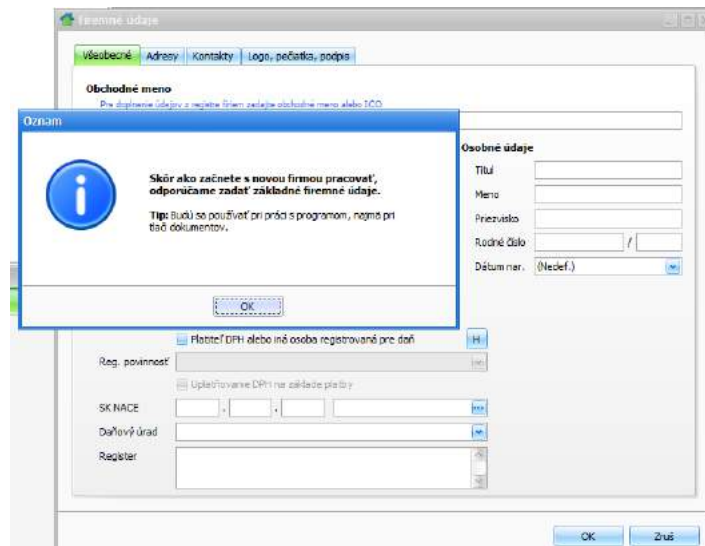 Firemné údaje
Všeobecné Adresy Kontakty Logo, pečiatka, podpis
Obchodné meno
Pre doplnenie údajov z registra firiem zadajte obchodné meno alebo IČO
Oznam
Skôr ako začnete s novou firmou pracovať,
odporúčame zadať základné firemné údaje.
Tip: Budú sa používať pri práci s programom, najmä pri
tlači dokumentov.
OK
Osobné údaje
Titul
Meno
Priezvisko
Rodné číslo /
Dátum nar. (Nedef.)
Platiteľ DPH alebo iná osoba registrovaná pre daň H
Reg. povinnosť
Uplatňovanie DPH na základe platby
SK NACE . .
Daňový úrad
Register
OK Zruš